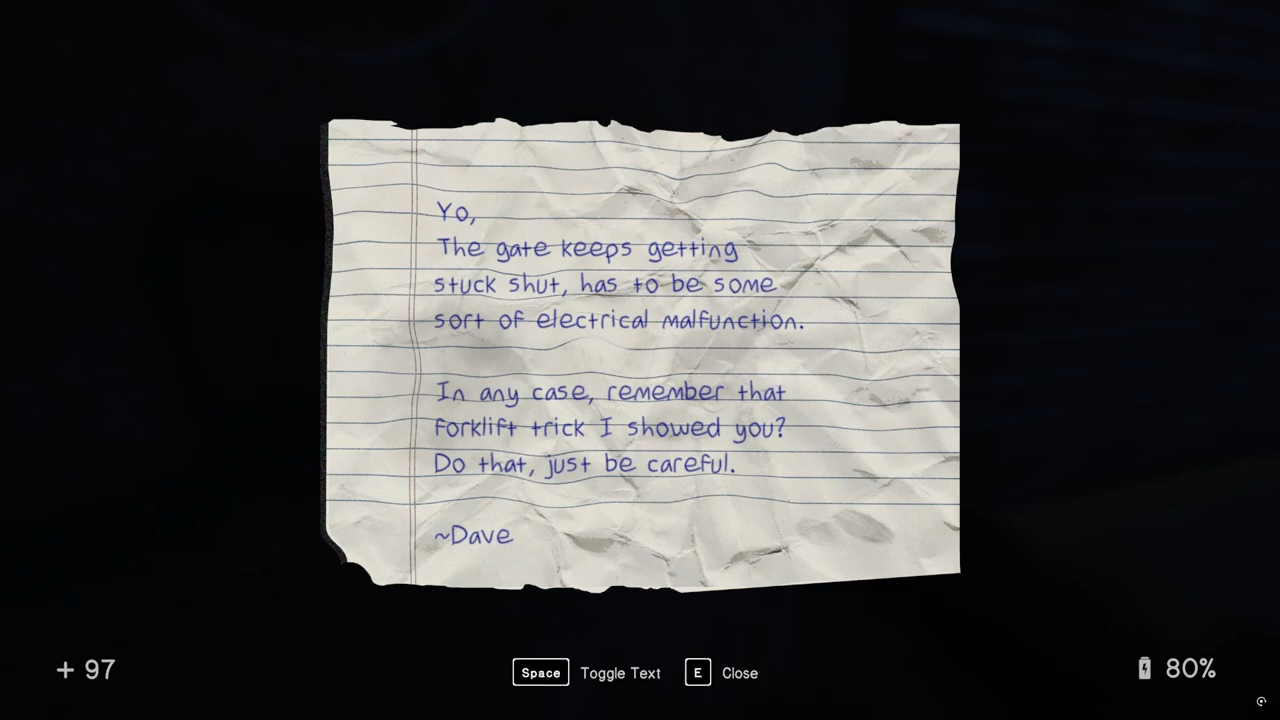 Yo,
The gate keeps getting
stuck shut, has to be some
sort of electrical malfunction.
In any case, remember that
forklift trick I showed you?
Do that, just be careful.
~Dave
+ 97
Space Toggle Text E Close
80%